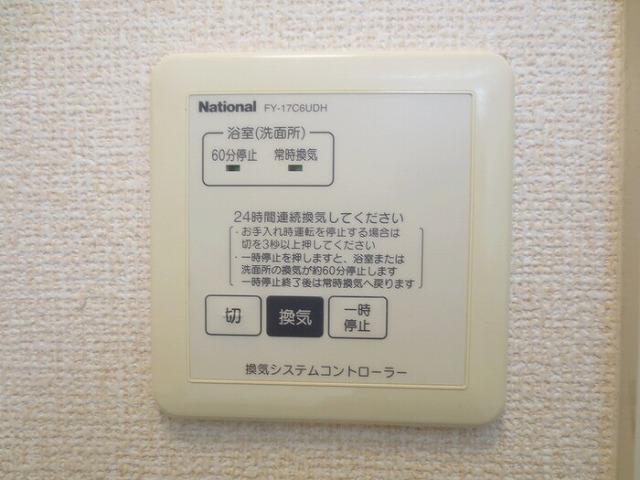 National FY-17C6UDH
浴室(洗面所)
60分停止 常時換気
24時間連続換気してください
・お手入れ時運転を停止する場合は
切を3秒以上押してください
・一時停止を押しますと、浴室または
洗面所の換気が約60分停止します
一時停止終了後は常時換気へ戻ります
切 換気 一時
停止
換気システムコントローラー